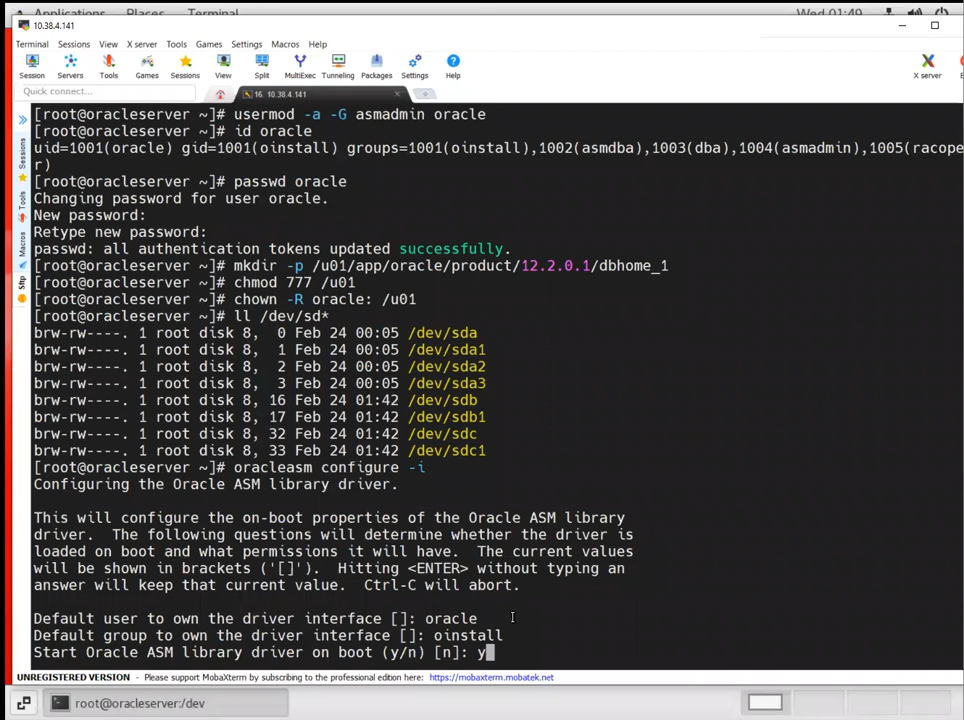 Applications Places Terminal Wed 01:49
10.38.4.141
Terminal Sessions View X server Tools Games Settings Macros Help
Session Servers Tools Games Sessions View Split MultiExec Tunneling Packages Settings Help X server
Quick connect...
16. 10.38.4.141
Sessions
Tools
Macros
Sftp
[root@oracleserver ~]# usermod -a -G asmadmin oracle
[root@oracleserver ~]# id oracle
uid=1001(oracle) gid=1001(oinstall) groups=1001(oinstall),1002(asmdba),1003(dba),1004(asmadmin),1005(racope
r)
[root@oracleserver ~]# passwd oracle
Changing password for user oracle.
New password:
Retype new password:
passwd: all authentication tokens updated successfully.
[root@oracleserver ~]# mkdir -p /u01/app/oracle/product/12.2.0.1/dbhome_1
[root@oracleserver ~]# chmod 777 /u01
[root@oracleserver ~]# chown -R oracle: /u01
[root@oracleserver ~]# ll /dev/sd*
brw-rw----. 1 root disk 8,  0 Feb 24 00:05 /dev/sda
brw-rw----. 1 root disk 8,  1 Feb 24 00:05 /dev/sda1
brw-rw----. 1 root disk 8,  2 Feb 24 00:05 /dev/sda2
brw-rw----. 1 root disk 8,  3 Feb 24 00:05 /dev/sda3
brw-rw----. 1 root disk 8, 16 Feb 24 01:42 /dev/sdb
brw-rw----. 1 root disk 8, 17 Feb 24 01:42 /dev/sdb1
brw-rw----. 1 root disk 8, 32 Feb 24 01:42 /dev/sdc
brw-rw----. 1 root disk 8, 33 Feb 24 01:42 /dev/sdc1
[root@oracleserver ~]# oracleasm configure -i
Configuring the Oracle ASM library driver.
This will configure the on-boot properties of the Oracle ASM library
driver.  The following questions will determine whether the driver is
loaded on boot and what permissions it will have.  The current values
will be shown in brackets ('[]').  Hitting <ENTER> without typing an
answer will keep that current value.  Ctrl-C will abort.
Default user to own the driver interface []: oracle
Default group to own the driver interface []: oinstall
Start Oracle ASM library driver on boot (y/n) [n]: y
UNREGISTERED VERSION - Please support MobaXterm by subscribing to the professional edition here: https://mobaxterm.mobatek.net
root@oracleserver:/dev